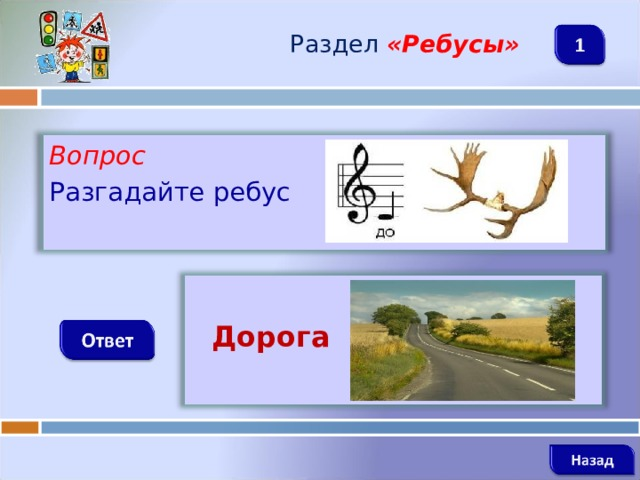 Раздел «Ребусы»
1
Вопрос
Разгадайте ребус
ДО
Ответ
Дорога
Назад